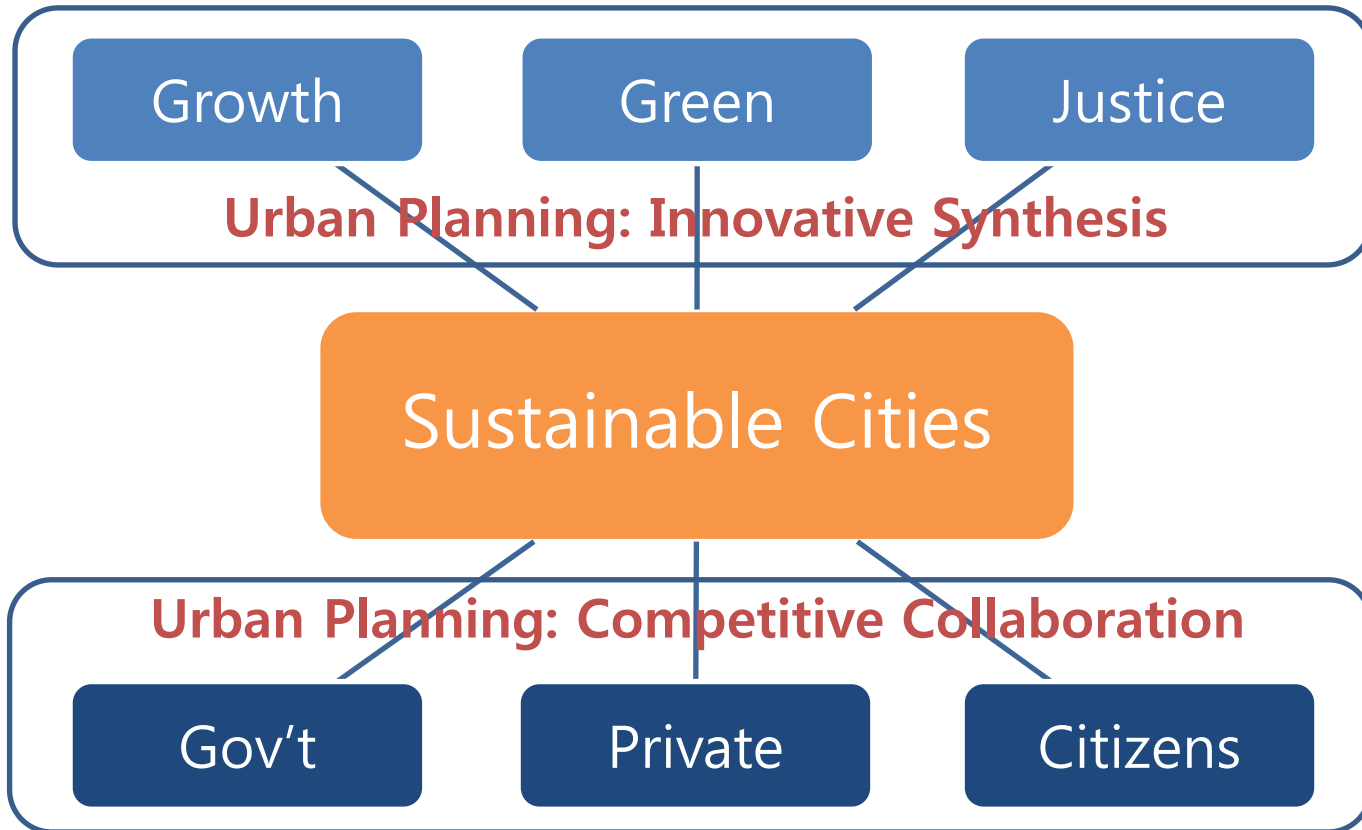 Growth
Green
Justice
Urban Planning: Innovative Synthesis
Sustainable Cities
Urban Planning: Competitive Collaboration
Gov’t
Private
Citizens